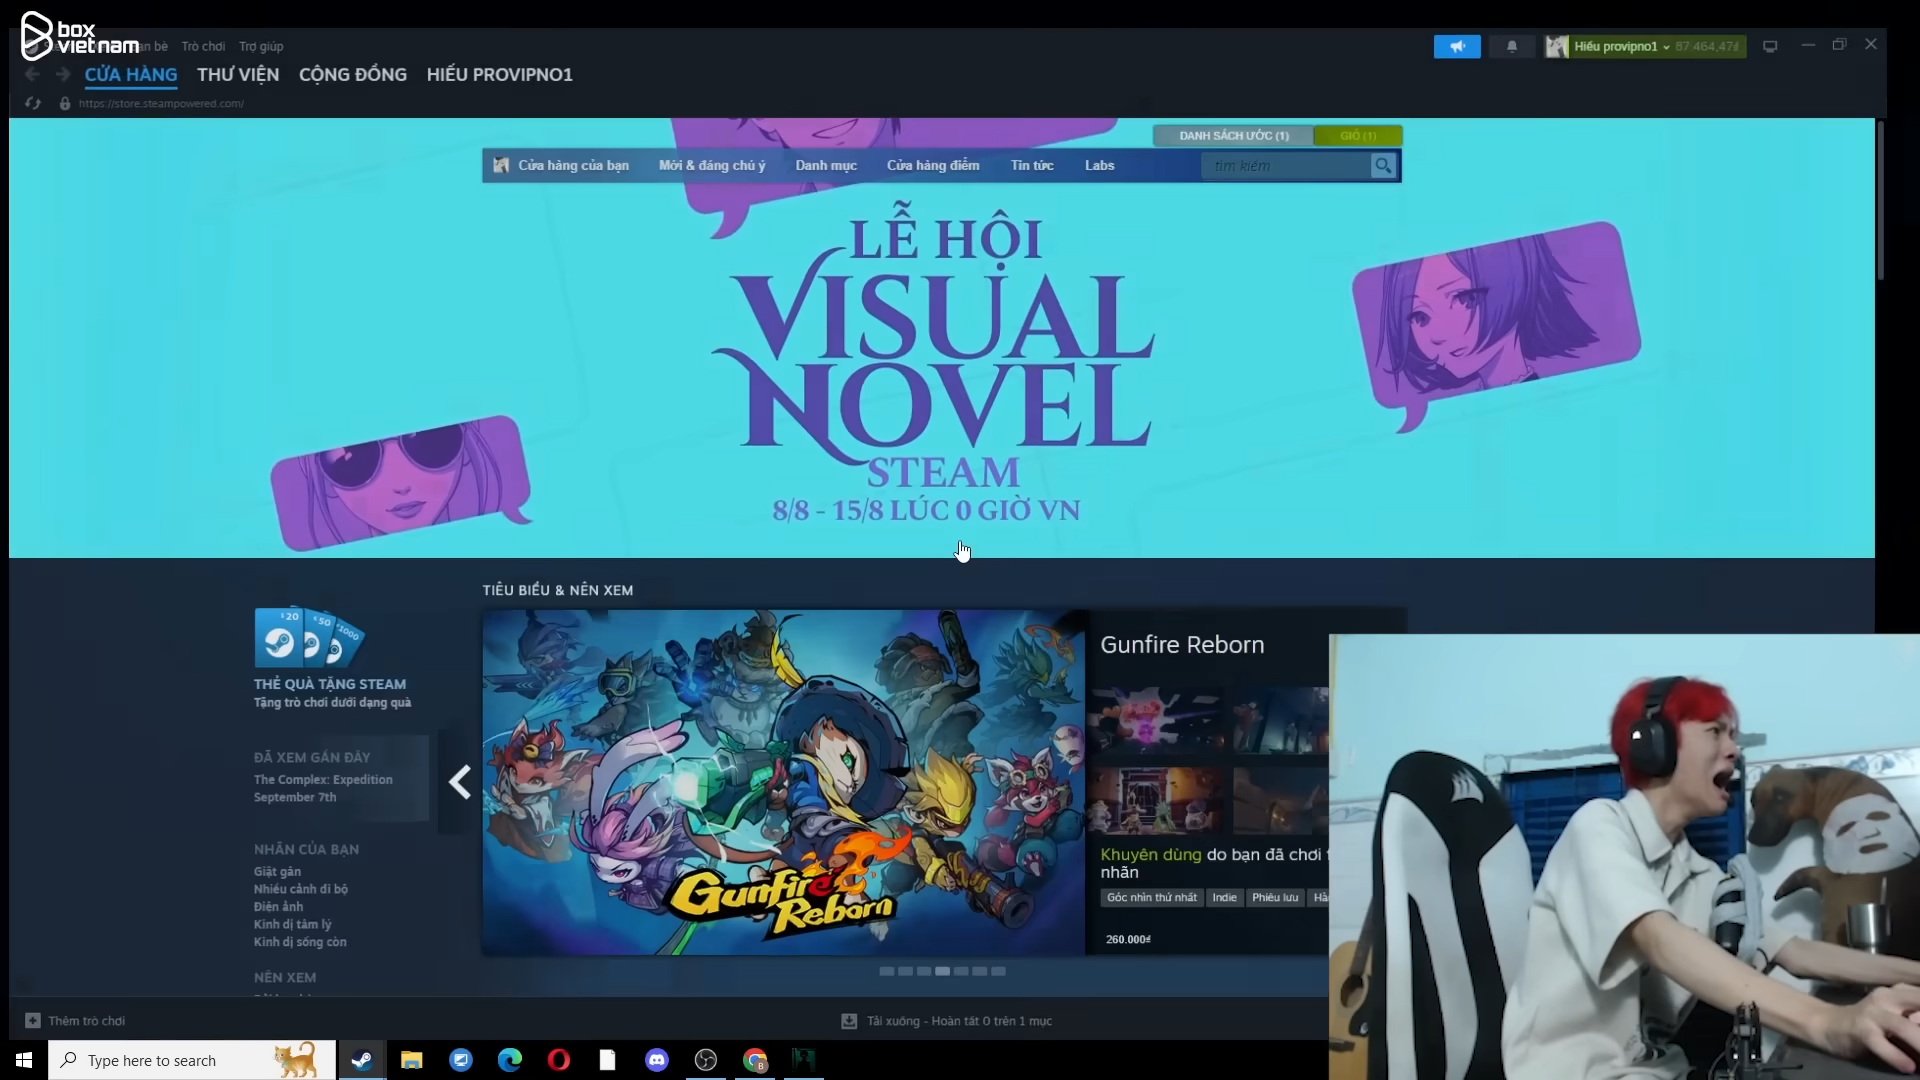 box
vietnam
Trò chơi
Trợ giúp
Hiếu provipno1
87.464,47₫
CỬA HÀNG
THƯ VIỆN
CỘNG ĐỒNG
HIẾU PROVIPNO1
https://store.steampowered.com/
DANH SÁCH ƯỚC (1)
GIỎ (1)
Cửa hàng của bạn
Mới & đáng chú ý
Danh mục
Cửa hàng điểm
Tin tức
Labs
tìm kiếm
LỄ HỘI
VISUAL
NOVEL
STEAM
8/8 - 15/8 LÚC 0 GIỜ VN
TIÊU BIỂU & NÊN XEM
$20
€50
¥1000
THẺ QUÀ TẶNG STEAM
Tặng trò chơi dưới dạng quà
ĐÃ XEM GẦN ĐÂY
The Complex: Expedition
September 7th
NHÃN CỦA BẠN
Giật gân
Nhiều cảnh đi bộ
Điện ảnh
Kinh dị tâm lý
Kinh dị sống còn
NÊN XEM
Gunfire
Reborn
Gunfire Reborn
Khuyên dùng do bạn đã chơi
nhãn
Góc nhìn thứ nhất
Indie
Phiêu lưu
260.000₫
Thêm trò chơi
Tải xuống - Hoàn tất 0 trên 1 mục
Type here to search